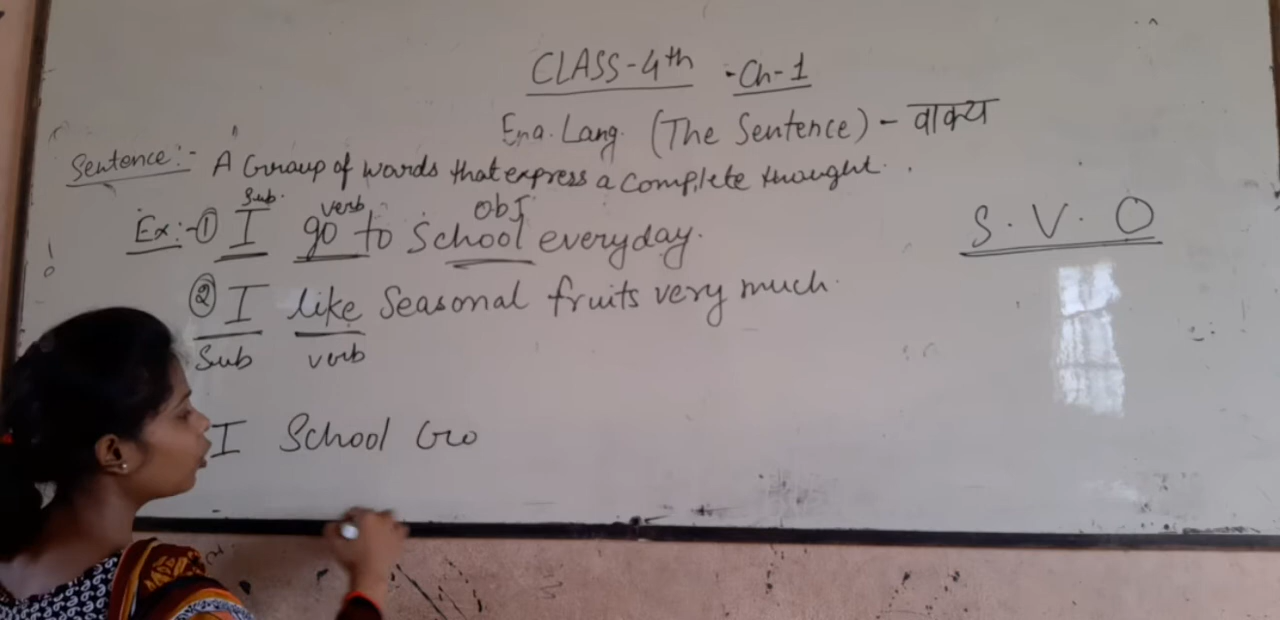 CLASS-4th -Ch-1
Eng. Lang. (The Sentence) - वाक्य
Sentence:- A Group of words that express a complete thought.
Sub. verb Obj.
Ex:-① I go to School everyday.
S. V. O
② I like Seasonal fruits very much.
Sub verb
I School Go